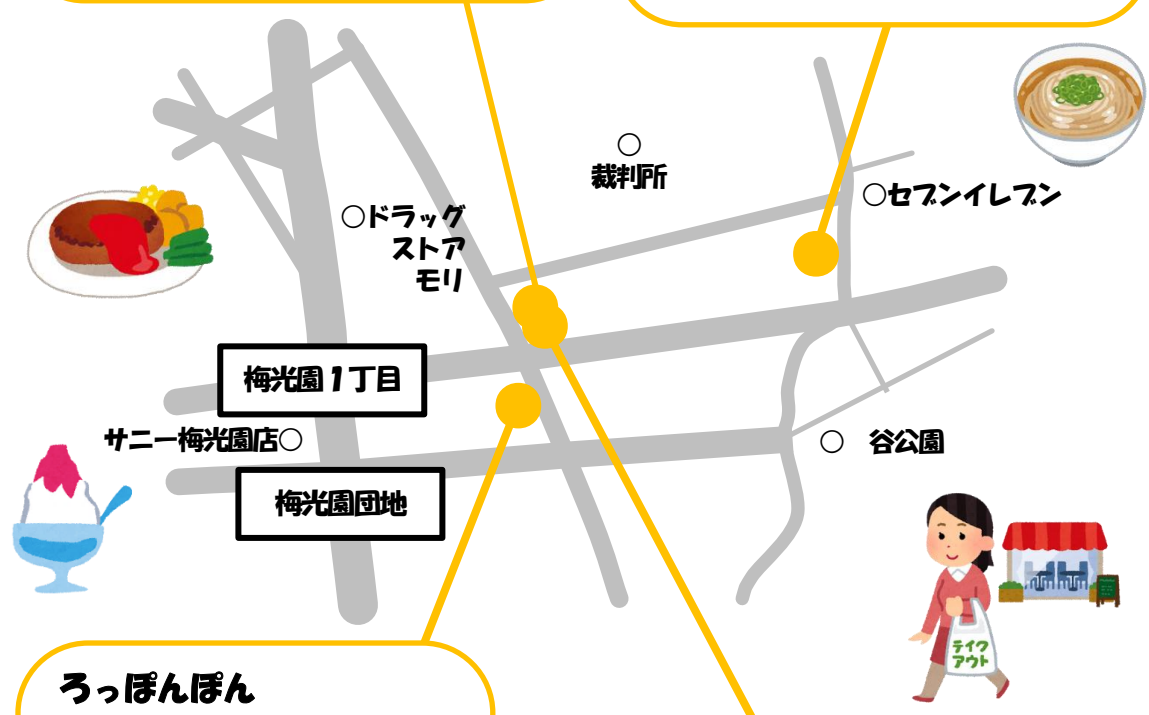 ○
裁判所
○セブンイレブン
○ドラッグ
ストア
モリ
梅光園1丁目
サニー梅光園店○
○ 谷公園
梅光園団地
テイク
アウト
ろっぽんぽん